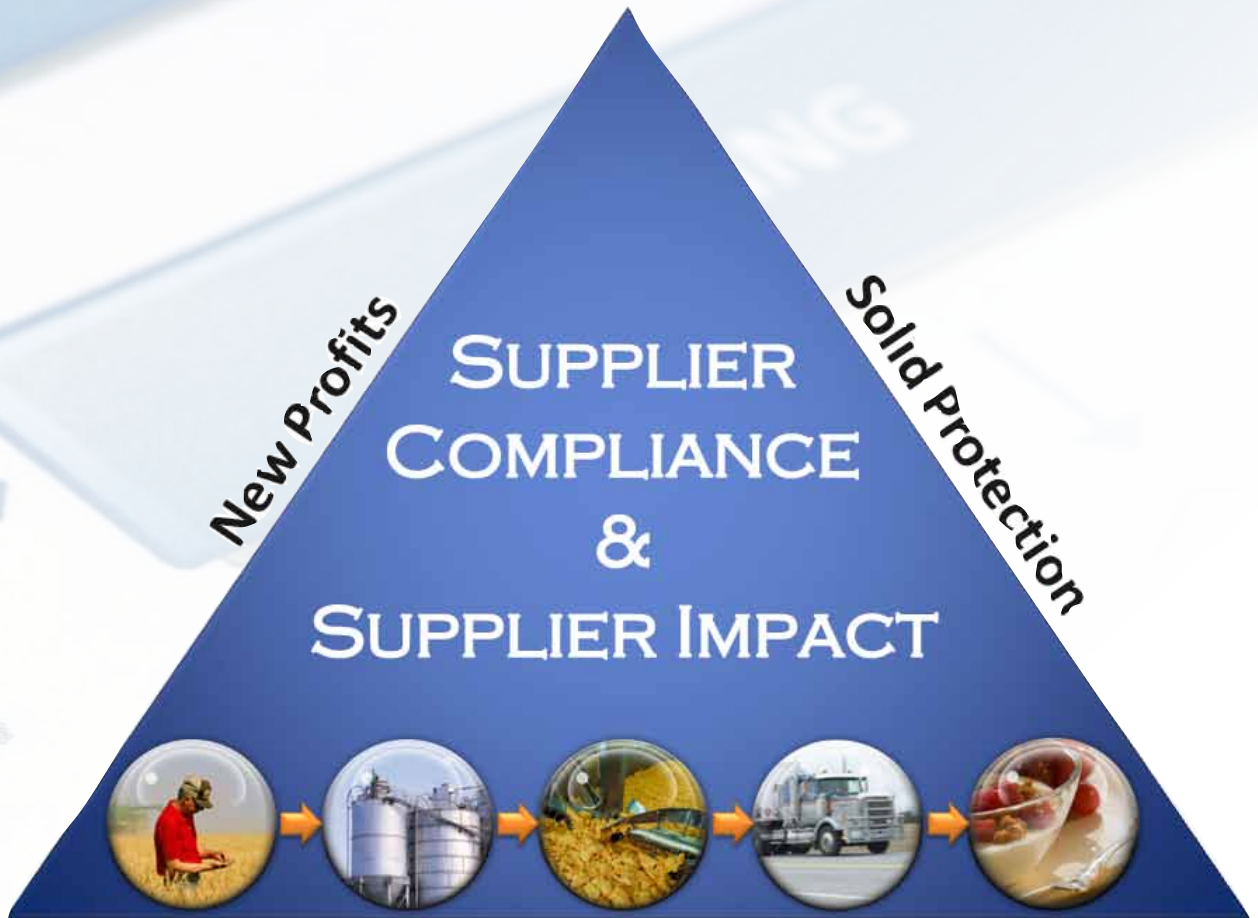 New Profits
Solid Protection
SUPPLIER
COMPLIANCE
&
SUPPLIER IMPACT